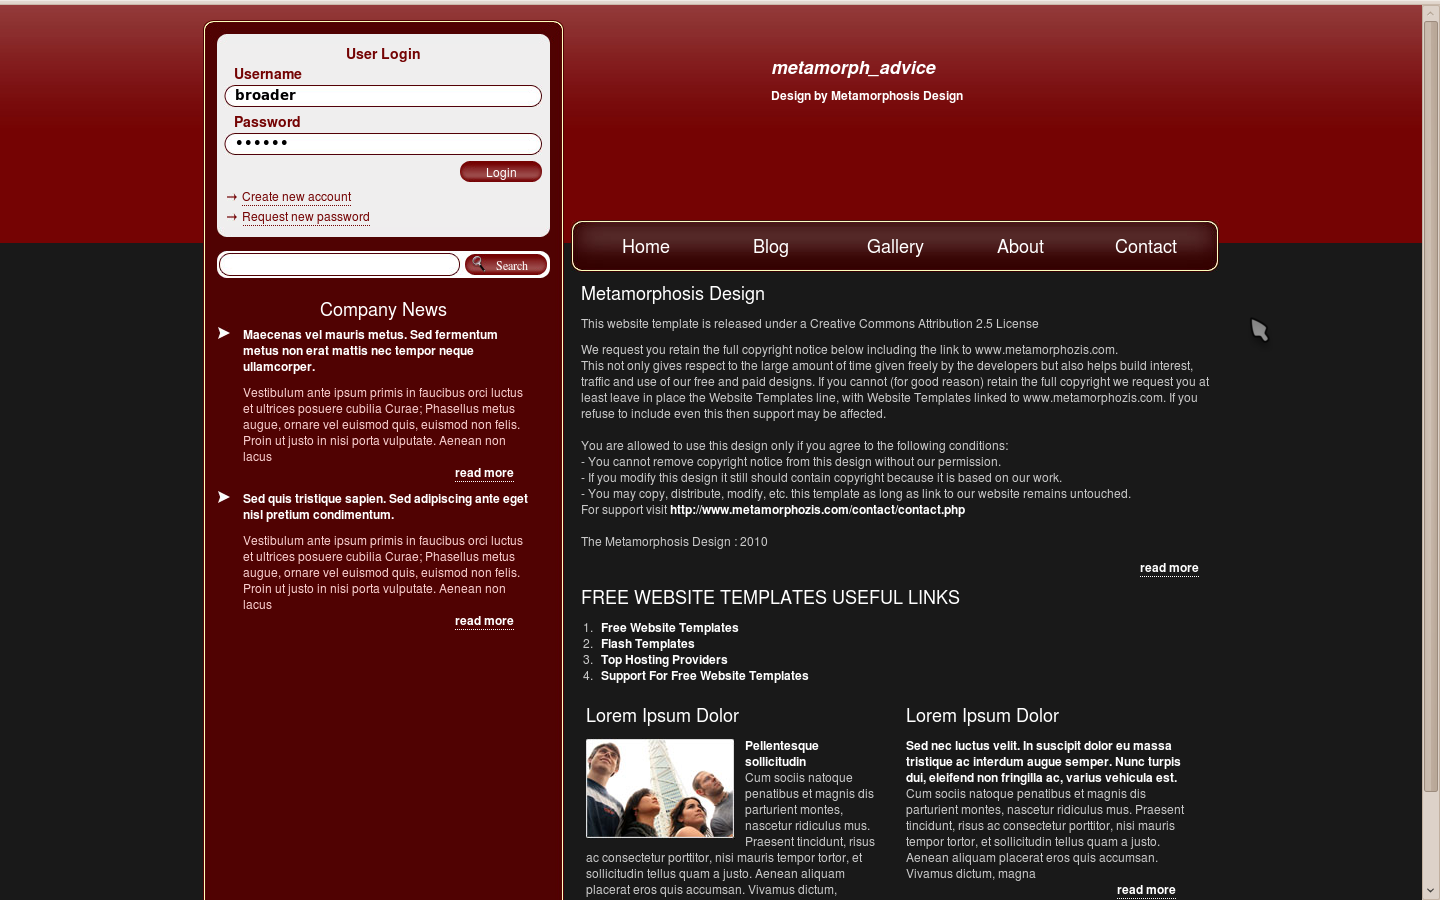 User Login
Username
broader
Password
••••••
Login
Create new account
Request new password
Search
Company News
Maecenas vel mauris metus. Sed fermentum
metus non erat mattis nec tempor neque
ullamcorper.
Vestibulum ante ipsum primis in faucibus orci luctus
et ultrices posuere cubilia Curae; Phasellus metus
augue, ornare vel euismod quis, euismod non felis.
Proin ut justo in nisi porta vulputate. Aenean non
lacus
read more
Sed quis tristique sapien. Sed adipiscing ante eget
nisl pretium condimentum.
Vestibulum ante ipsum primis in faucibus orci luctus
et ultrices posuere cubilia Curae; Phasellus metus
augue, ornare vel euismod quis, euismod non felis.
Proin ut justo in nisi porta vulputate. Aenean non
lacus
read more
metamorph_advice
Design by Metamorphosis Design
Home Blog Gallery About Contact
Metamorphosis Design
This website template is released under a Creative Commons Attribution 2.5 License
We request you retain the full copyright notice below including the link to www.metamorphozis.com.
This not only gives respect to the large amount of time given freely by the developers but also helps build interest,
traffic and use of our free and paid designs. If you cannot (for good reason) retain the full copyright we request you at
least leave in place the Website Templates line, with Website Templates linked to www.metamorphozis.com. If you
refuse to include even this then support may be affected.
You are allowed to use this design only if you agree to the following conditions:
- You cannot remove copyright notice from this design without our permission.
- If you modify this design it still should contain copyright because it is based on our work.
- You may copy, distribute, modify, etc. this template as long as link to our website remains untouched.
For support visit http://www.metamorphozis.com/contact/contact.php
The Metamorphosis Design : 2010
read more
FREE WEBSITE TEMPLATES USEFUL LINKS
1. Free Website Templates
2. Flash Templates
3. Top Hosting Providers
4. Support For Free Website Templates
Lorem Ipsum Dolor
Pellentesque
sollicitudin
Cum sociis natoque
penatibus et magnis dis
parturient montes,
nascetur ridiculus mus.
Praesent tincidunt, risus
ac consectetur porttitor, nisi mauris tempor tortor, et
sollicitudin tellus quam a justo. Aenean aliquam
placerat eros quis accumsan. Vivamus dictum,
Lorem Ipsum Dolor
Sed nec luctus velit. In suscipit dolor eu massa
tristique ac interdum augue semper. Nunc turpis
dui, eleifend non fringilla ac, varius vehicula est.
Cum sociis natoque penatibus et magnis dis
parturient montes, nascetur ridiculus mus. Praesent
tincidunt, risus ac consectetur porttitor, nisi mauris
tempor tortor, et sollicitudin tellus quam a justo.
Aenean aliquam placerat eros quis accumsan.
Vivamus dictum, magna
read more